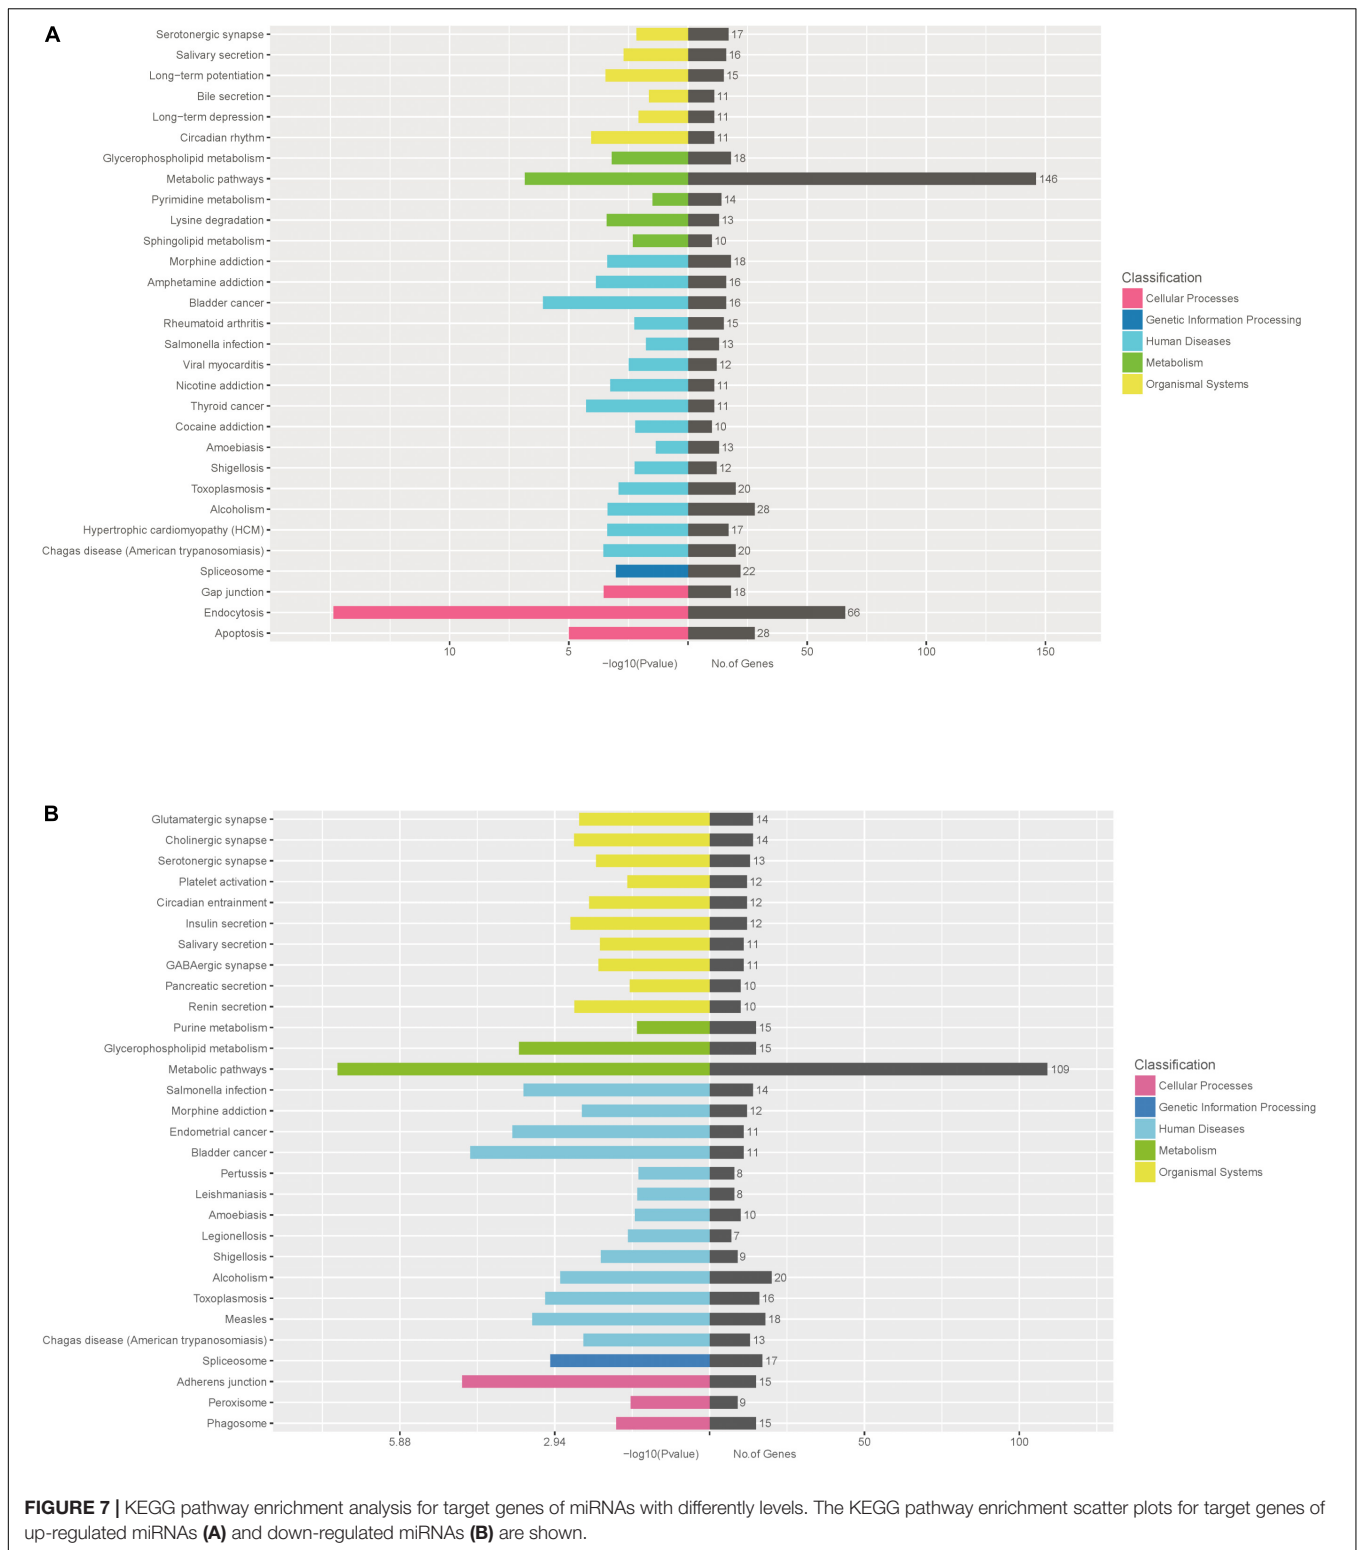 A
Serotonergic synapse 17
Salivary secretion 16
Long−term potentiation 15
Bile secretion 11
Long−term depression 11
Circadian rhythm 11
Glycerophospholipid metabolism 18
Metabolic pathways 146
Pyrimidine metabolism 14
Lysine degradation 13
Sphingolipid metabolism 10
Morphine addiction 18
Amphetamine addiction 16
Bladder cancer 16
Rheumatoid arthritis 15
Salmonella infection 13
Viral myocarditis 12
Nicotine addiction 11
Thyroid cancer 11
Cocaine addiction 10
Amoebiasis 13
Shigellosis 12
Toxoplasmosis 20
Alcoholism 28
Hypertrophic cardiomyopathy (HCM) 17
Chagas disease (American trypanosomiasis) 20
Spliceosome 22
Gap junction 18
Endocytosis 66
Apoptosis 28
10 5 50 100 150
−log10(Pvalue) No.of Genes
Classification
Cellular Processes
Genetic Information Processing
Human Diseases
Metabolism
Organismal Systems
B
Glutamatergic synapse 14
Cholinergic synapse 14
Serotonergic synapse 13
Platelet activation 12
Circadian entrainment 12
Insulin secretion 12
Salivary secretion 11
GABAergic synapse 11
Pancreatic secretion 10
Renin secretion 10
Purine metabolism 15
Glycerophospholipid metabolism 15
Metabolic pathways 109
Salmonella infection 14
Morphine addiction 12
Endometrial cancer 11
Bladder cancer 11
Pertussis 8
Leishmaniasis 8
Amoebiasis 10
Legionellosis 7
Shigellosis 9
Alcoholism 20
Toxoplasmosis 16
Measles 18
Chagas disease (American trypanosomiasis) 13
Spliceosome 17
Adherens junction 15
Peroxisome 9
Phagosome 15
5.88 2.94 50 100
−log10(Pvalue) No.of Genes
Classification
Cellular Processes
Genetic Information Processing
Human Diseases
Metabolism
Organismal Systems
FIGURE 7 | KEGG pathway enrichment analysis for target genes of miRNAs with differently levels. The KEGG pathway enrichment scatter plots for target genes of
up-regulated miRNAs (A) and down-regulated miRNAs (B) are shown.